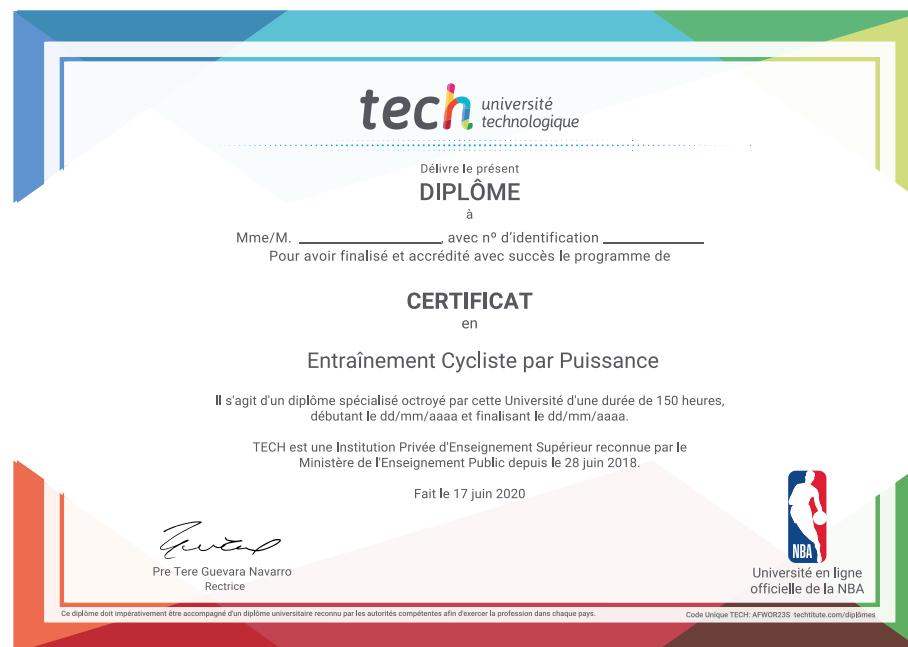 tech université
technologique
Délivre le présent
DIPLÔME
à
Mme/M. ____________________, avec nº d'identification ______________
Pour avoir finalisé et accrédité avec succès le programme de
CERTIFICAT
en
Entraînement Cycliste par Puissance
Il s'agit d'un diplôme spécialisé octroyé par cette Université d'une durée de 150 heures,
débutant le dd/mm/aaaa et finalisant le dd/mm/aaaa.
TECH est une Institution Privée d'Enseignement Supérieur reconnue par le
Ministère de l'Enseignement Public depuis le 28 juin 2018.
Fait le 17 juin 2020
Pre Tere Guevara Navarro
Rectrice
NBA
Université en ligne
officielle de la NBA
Ce diplôme doit impérativement être accompagné d'un diplôme universitaire reconnu par les autorités compétentes afin d'exercer la profession dans chaque pays.
Code Unique TECH: AFWOR23S techtitute.com/diplômes